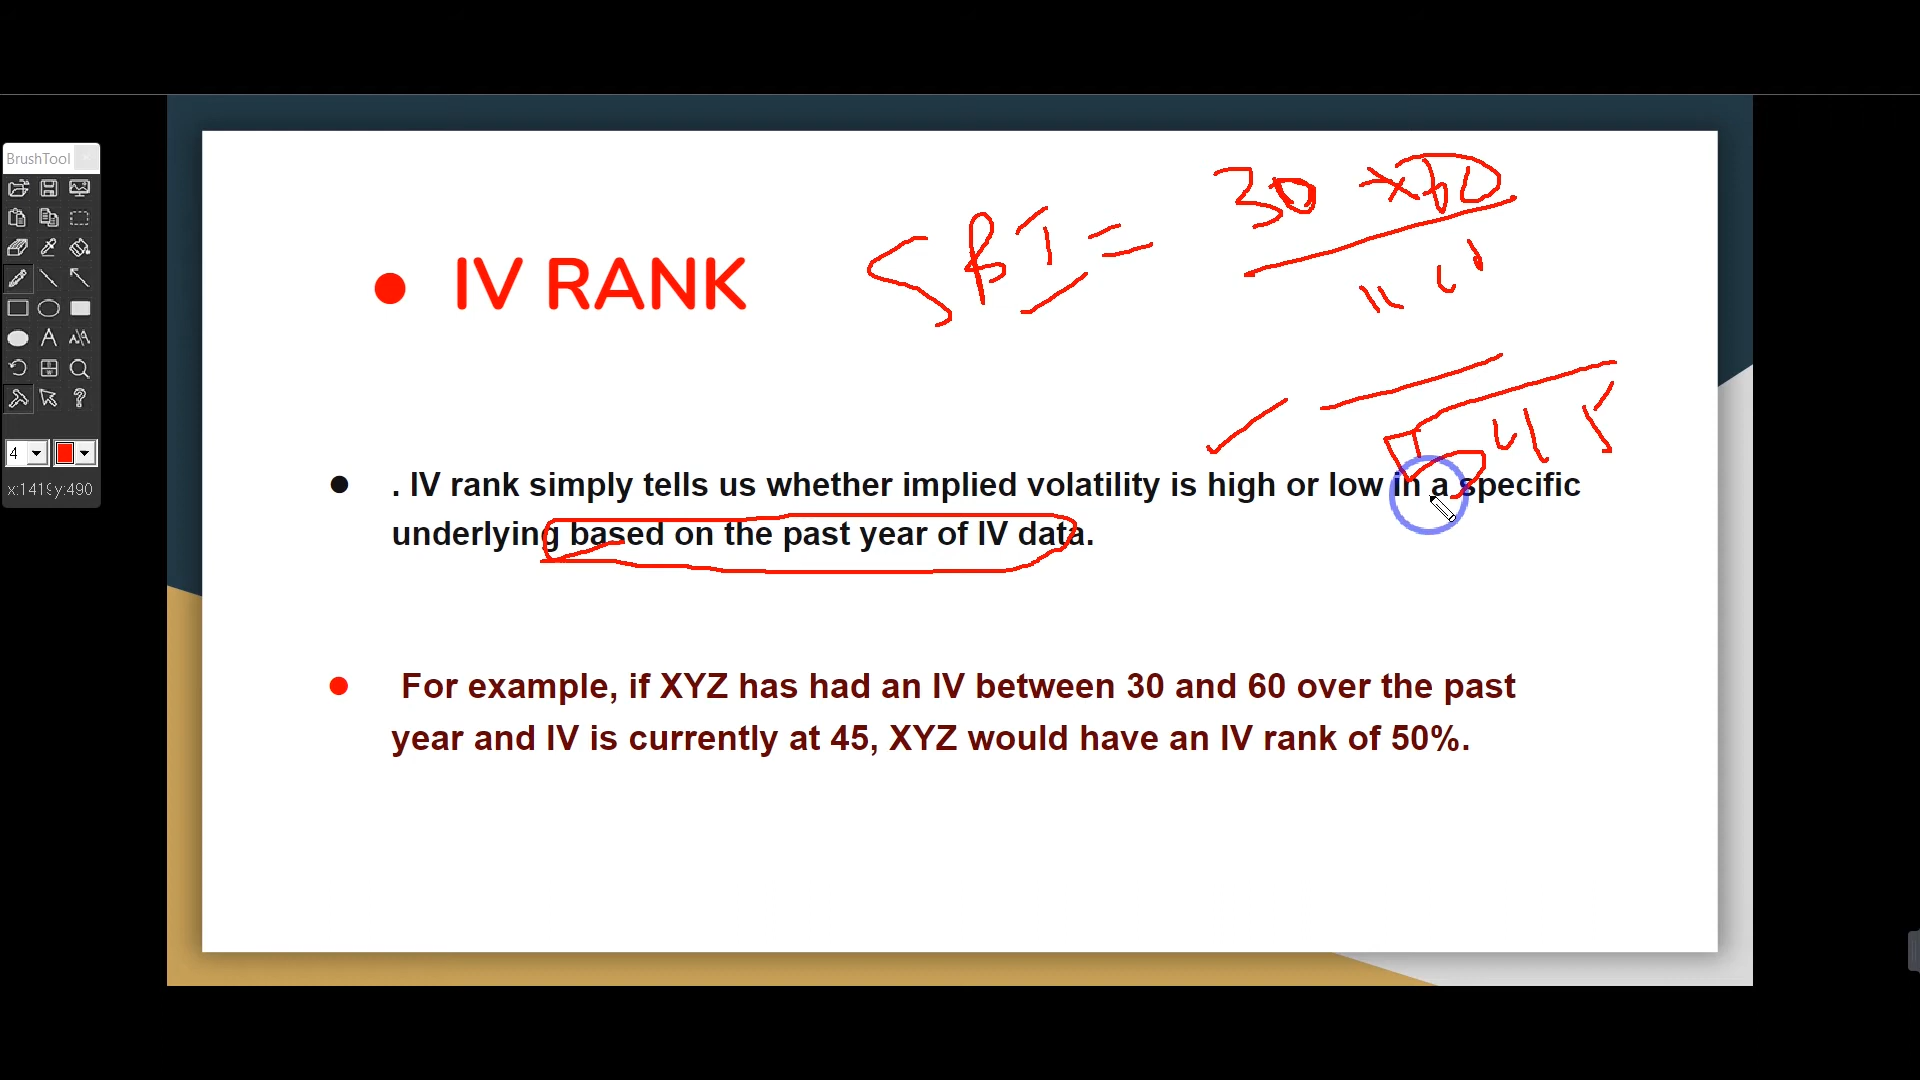 BrushTool
SBI = 30 x 60
IV RANK
45
. IV rank simply tells us whether implied volatility is high or low in a specific
underlying based on the past year of IV data.
For example, if XYZ has had an IV between 30 and 60 over the past
year and IV is currently at 45, XYZ would have an IV rank of 50%.
4
x:1419 y:490